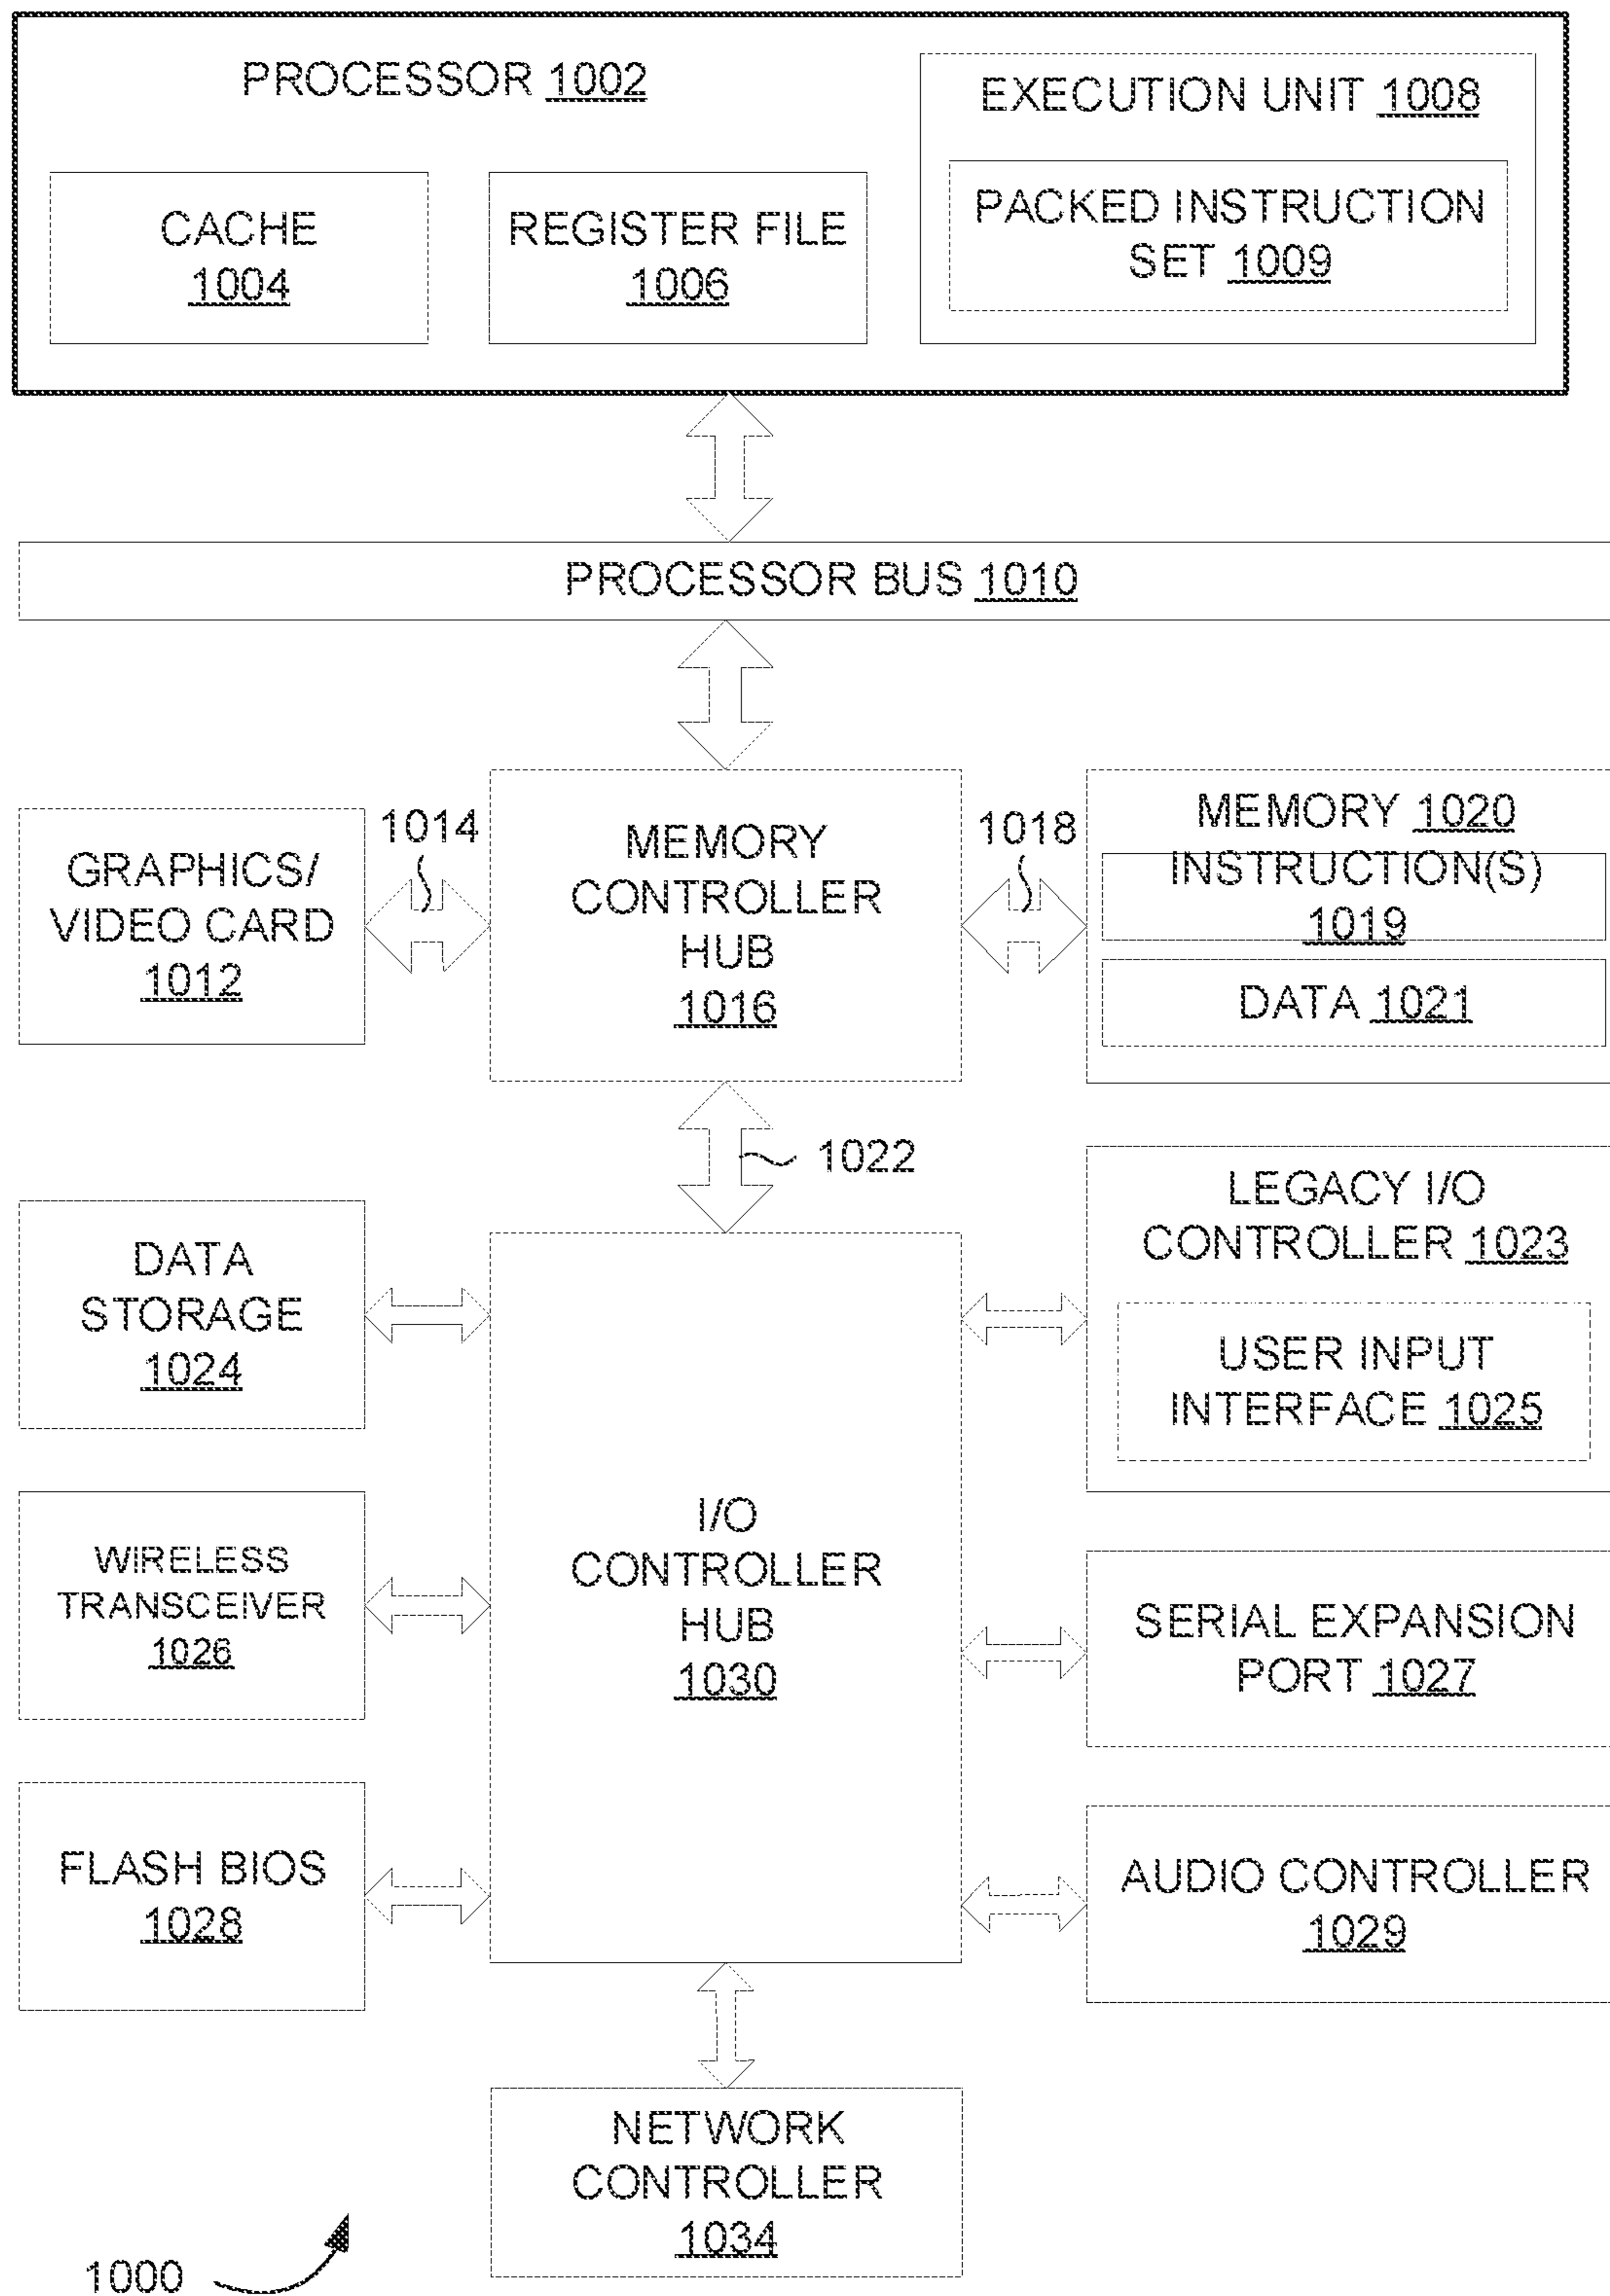 PROCESSOR 1002
EXECUTION UNIT 1008
PACKED INSTRUCTION
SET 1009
CACHE
1004
REGISTER FILE
1006
PROCESSOR BUS 1010
GRAPHICS/
VIDEO CARD
1012
1014
MEMORY
CONTROLLER
HUB
1016
1018
MEMORY 1020
INSTRUCTION(S)
1019
DATA 1021
1022
DATA
STORAGE
1024
LEGACY I/O
CONTROLLER 1023
USER INPUT
INTERFACE 1025
WIRELESS
TRANSCEIVER
1026
I/O
CONTROLLER
HUB
1030
SERIAL EXPANSION
PORT 1027
FLASH BIOS
1028
AUDIO CONTROLLER
1029
NETWORK
CONTROLLER
1034
1000